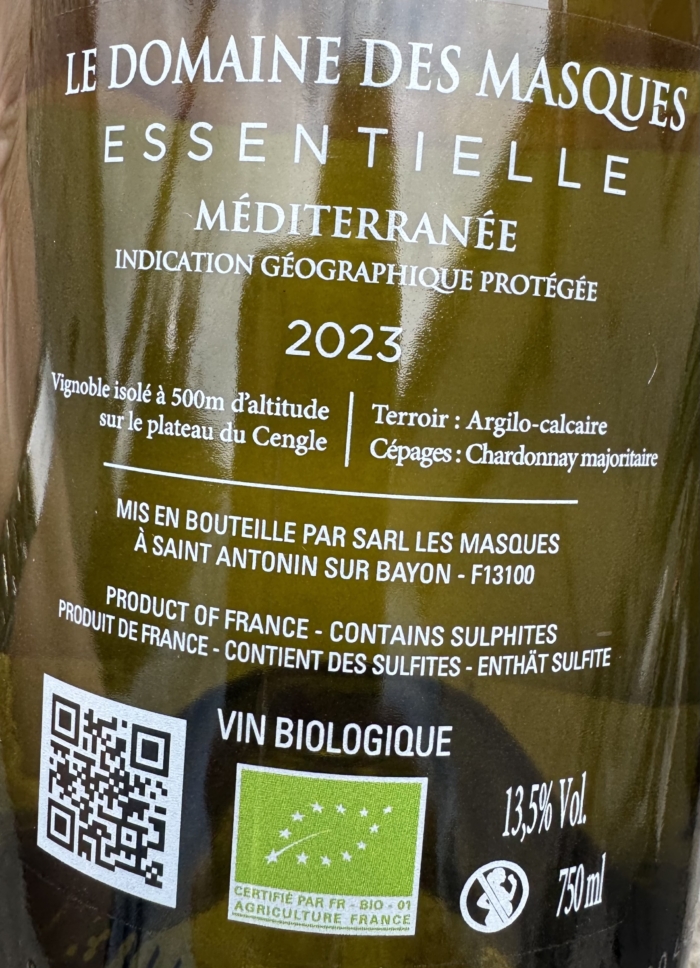 LE DOMAINE DES MASQUES
ESSENTIELLE
MÉDITERRANÉE
INDICATION GÉOGRAPHIQUE PROTÉGÉE
2023
Vignoble isolé à 500m d'altitude
sur le plateau du Cengle
Terroir : Argilo-calcaire
Cépages : Chardonnay majoritaire
MIS EN BOUTEILLE PAR SARL LES MASQUES
À SAINT ANTONIN SUR BAYON - F13100
PRODUCT OF FRANCE - CONTAINS SULPHITES
PRODUIT DE FRANCE - CONTIENT DES SULFITES - ENTHÄT SULFITE
VIN BIOLOGIQUE
CERTIFIÉ PAR FR - BIO - 01
AGRICULTURE FRANCE
13,5% Vol.
750 ml